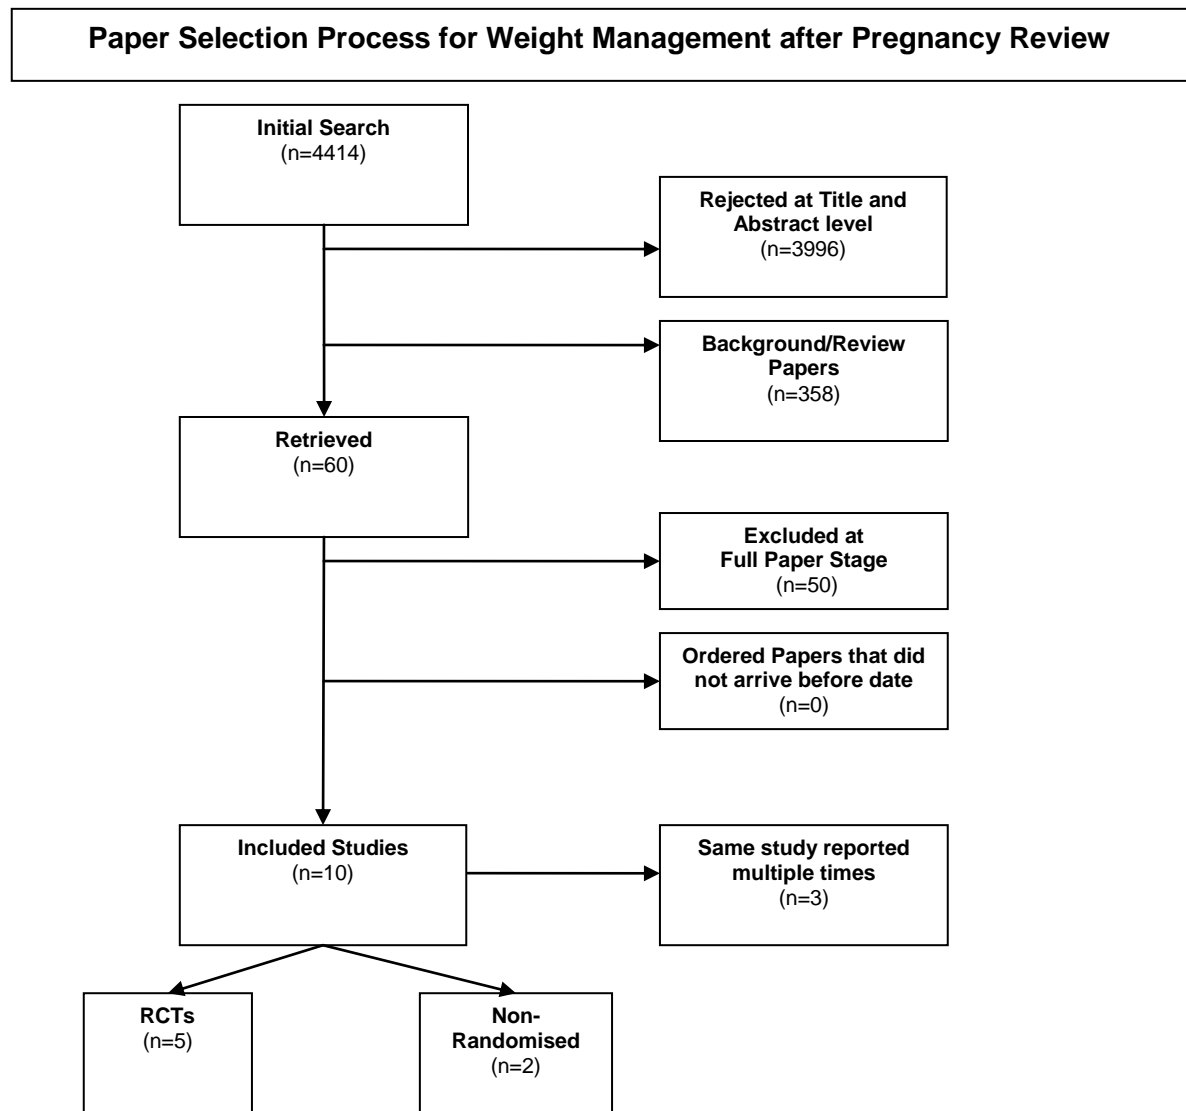 Paper Selection Process for Weight Management after Pregnancy Review
Initial Search
(n=4414)
Rejected at Title and
Abstract level
(n=3996)
Background/Review
Papers
(n=358)
Retrieved
(n=60)
Excluded at
Full Paper Stage
(n=50)
Ordered Papers that did
not arrive before date
(n=0)
Included Studies
(n=10)
Same study reported
multiple times
(n=3)
RCTs
(n=5)
Non-
Randomised
(n=2)